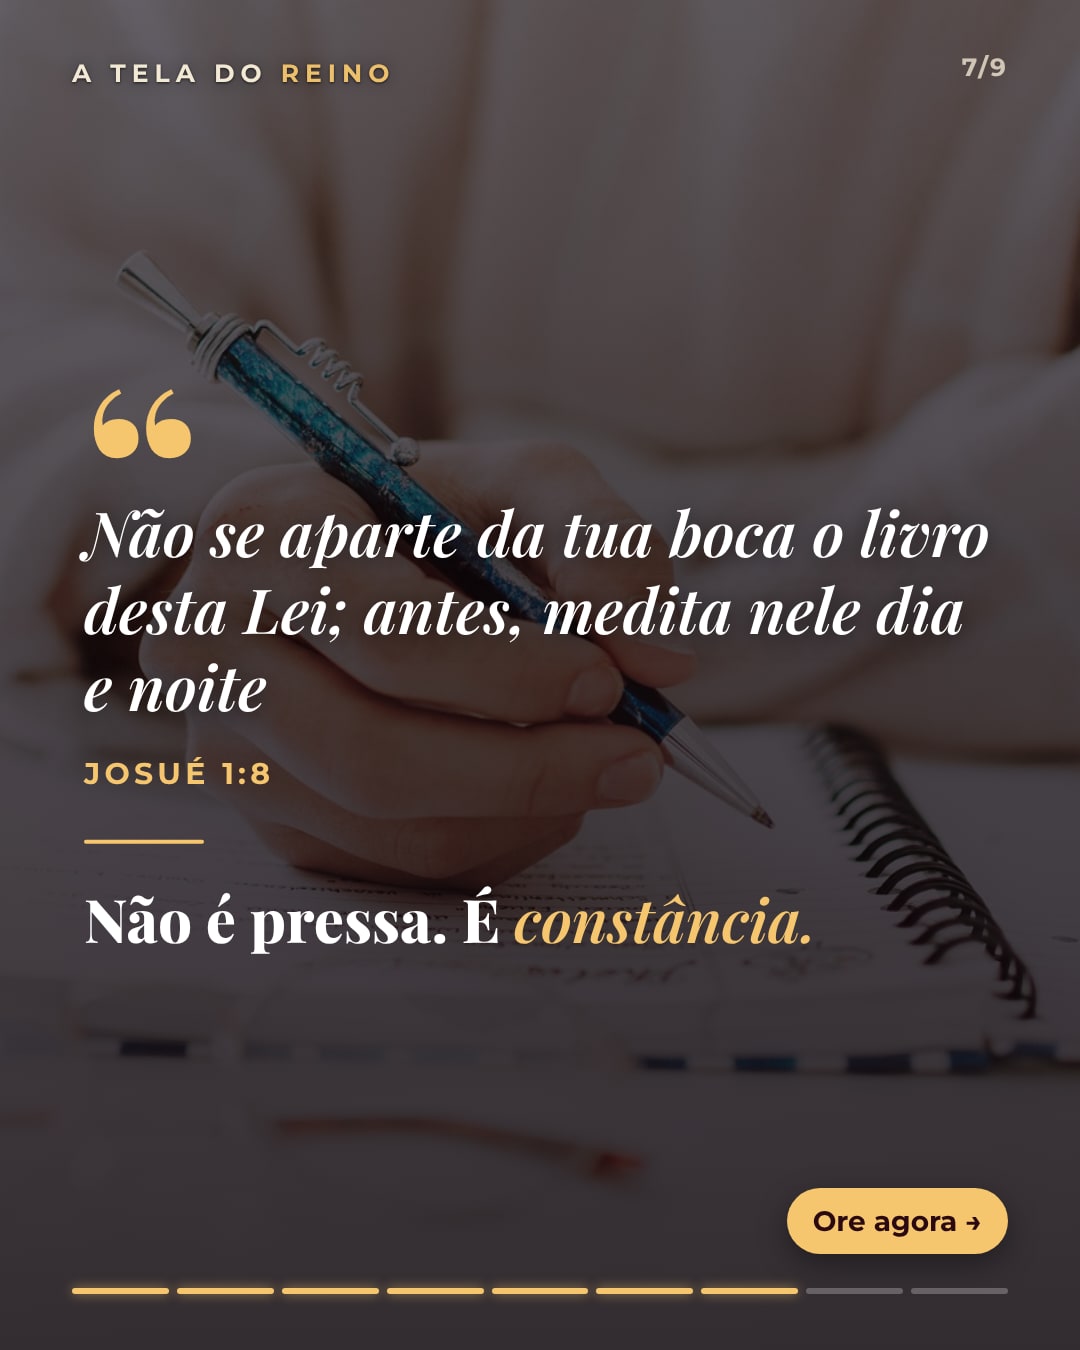 A TELA DO REINO
7/9
“
Não se aparte da tua boca o livro
desta Lei; antes, medita nele dia
e noite
JOSUÉ 1:8
Não é pressa. É constância.
Ore agora →